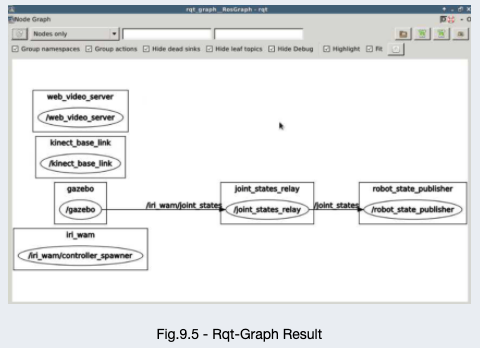 rqt_graph__RosGraph - rqt
Node Graph
Nodes only
Group namespaces Group actions Hide dead sinks Hide leaf topics Hide Debug Highlight Fit
web_video_server
/web_video_server
kinect_base_link
/kinect_base_link
gazebo
/gazebo
/iri_wam/joint_states
joint_states_relay
/joint_states_relay
/joint_states
robot_state_publisher
/robot_state_publisher
iri_wam
/iri_wam/controller_spawner
Fig.9.5 - Rqt-Graph Result